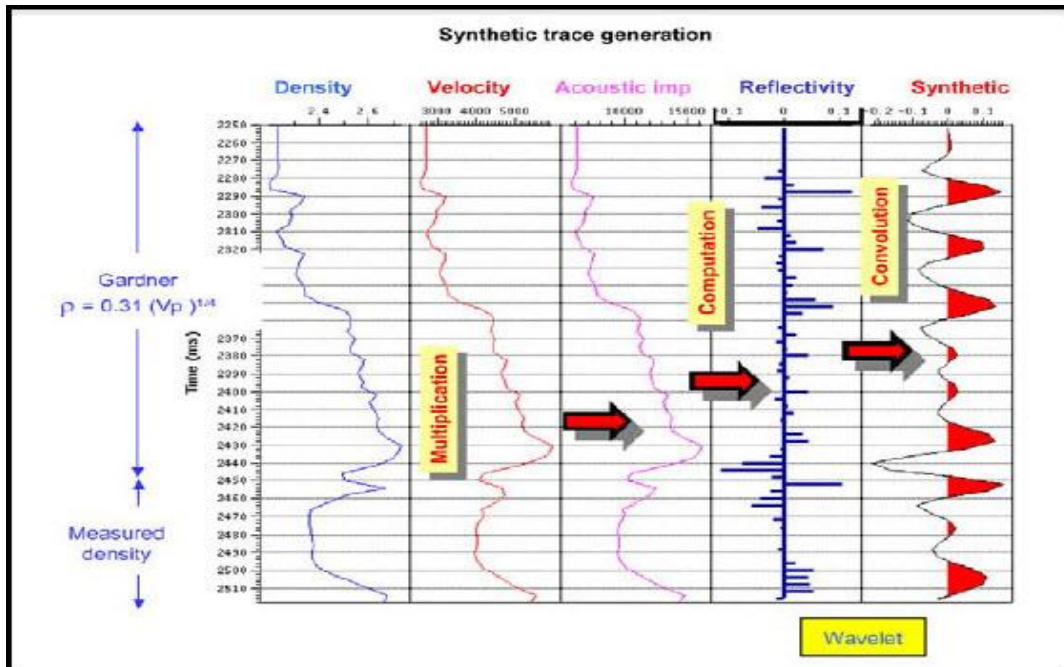 Synthetic trace generation
Density Velocity Acoustic imp Reflectivity Synthetic
2.4 2.6 3000 4000 5000 10000 15000 -0.1 0 0.1 -0.2 -0.1 0 0.1
2250
2260
2270
2280
2290
2300
2310
2320
Gardner
ρ = 0.31 (Vp)1/4
Time (ms)
2370
2380
2390
2400
2410
2420
2430
2440
2450
2460
2470
2480
2490
2500
2510
Measured
density
Multiplication
Computation
Convolution
Wavelet